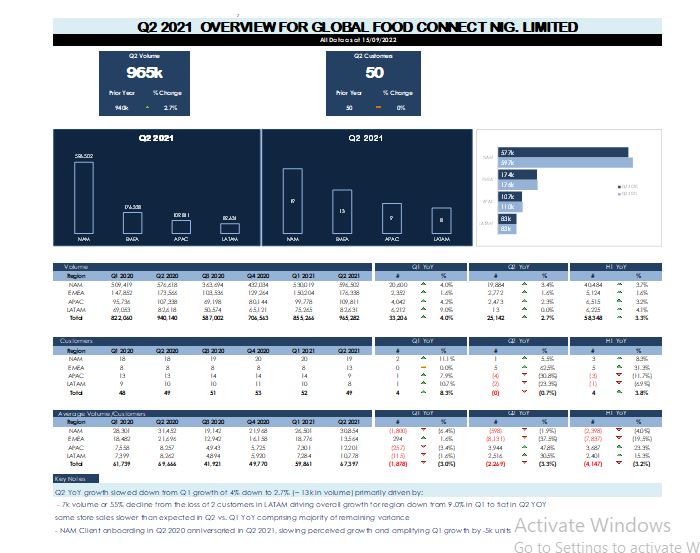 Q2 2021 OVERVIEW FOR GLOBAL FOOD CONNECT NIG. LIMITED
All Data as at 15/09/2022
Q2 Volume
965k
Prior Year % Change
940k 2.7%
Q2 Customers
50
Prior Year % Change
50 0%
Q2 2021
NAM EMEA APAC LATAM
Q2 2021
19 13 9 8
NAM EMEA APAC LATAM
577k
597k
174k
176k
107k
110k
83k
83k
Volume Q1 YoY Q2 YoY H1 YoY
Region Q1 2020 Q2 2020 Q3 2020 Q4 2020 Q1 2021 Q2 2021 # % # % # %
NAM 509,419 576,618 363,694 432,034 530,019 596,502 20,600 4.0% 19,884 3.4% 40,484 3.7%
EMEA 147,852 173,566 103,536 129,264 150,204 176,338 2,352 1.6% 2,772 1.6% 5,124 1.6%
APAC 95,736 107,338 69,198 80,144 99,778 109,811 4,042 4.2% 2,473 2.3% 6,515 3.2%
LATAM 69,053 82,618 50,574 65,121 75,265 82,631 6,212 9.0% 13 0.0% 6,226 4.1%
Total 822,060 940,140 587,002 706,563 855,266 965,282 33,206 4.0% 25,142 2.7% 58,348 3.3%
Customers Q1 YoY Q2 YoY H1 YoY
Region Q1 2020 Q2 2020 Q3 2020 Q4 2020 Q1 2021 Q2 2021 # % # % # %
NAM 18 18 19 20 20 19 2 11.1% 1 5.5% 3 8.3%
EMEA 8 8 8 8 8 13 0 0.0% 5 62.5% 5 31.3%
APAC 13 13 14 14 14 9 1 7.9% (4) (30.8%) (3) (11.7%)
LATAM 9 10 10 11 10 8 1 10.7% (2) (23.3%) (1) (6.9%)
Total 48 49 51 53 52 49 4 8.3% (0) (0.7%) 4 3.8%
Average Volume /Customers Q1 YoY Q2 YoY H1 YoY
Region Q1 2020 Q2 2020 Q3 2020 Q4 2020 Q1 2021 Q2 2021 # % # % # %
NAM 28,301 31,452 19,142 21,968 26,501 30,854 (1,800) (6.4%) (598) (1.9%) (2,398) (4.0%)
EMEA 18,482 21,696 12,942 16,158 18,776 13,564 294 1.6% (8,131) (37.5%) (7,837) (19.5%)
APAC 7,558 8,257 4,943 5,725 7,301 12,201 (257) (3.4%) 3,944 47.8% 3,687 23.3%
LATAM 7,399 8,262 4,894 5,920 7,284 10,778 (115) (1.6%) 2,516 30.5% 2,401 15.3%
Total 61,739 69,666 41,921 49,770 59,861 67,397 (1,878) (3.0%) (2,269) (3.3%) (4,147) (3.2%)
Key Notes
Q2 YoY growth slowed down from Q1 growth of 4% down to 2.7% (- 13k in volume) primarily driven by:
- 7k volume or 55% decline from the loss of 2 customers in LATAM driving overall growth for region down from 9.0% in Q1 to flat in Q2 YOY
same store sales slower than expected in Q2 vs. Q1 YoY comprising majority of remaining variance
- NAM Client onboarding in Q2 2020 anniversaried in Q2 2021, slowing perceived growth and amplifying Q1 growth by -5k units
Activate Windows
Go to Settings to activate W